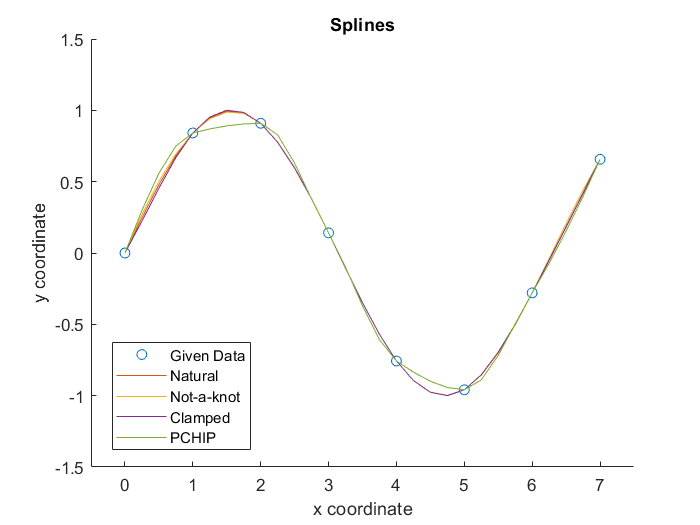 Splines
1.5
1
0.5
0
-0.5
-1
-1.5
y coordinate
Given Data
Natural
Not-a-knot
Clamped
PCHIP
0 1 2 3 4 5 6 7
x coordinate